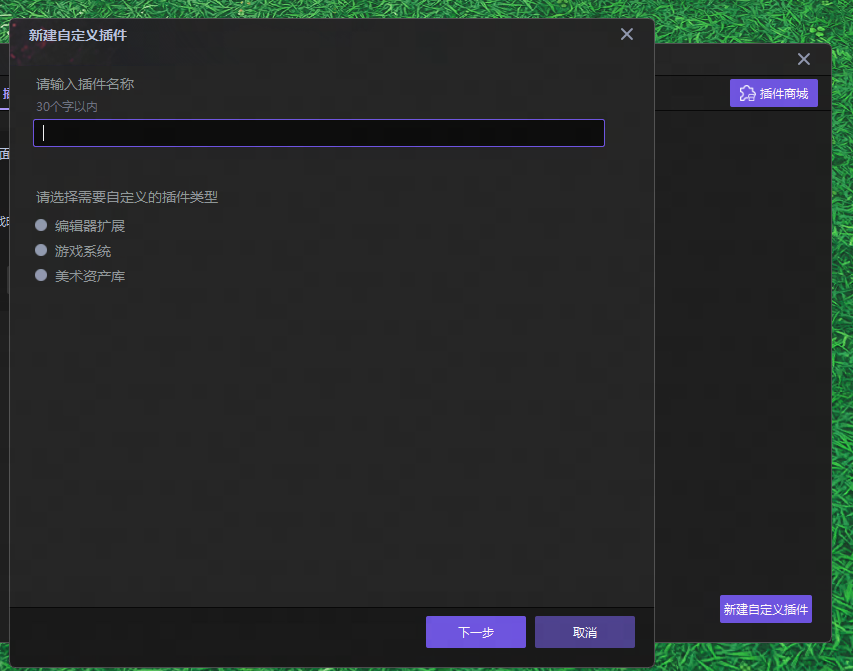 新建自定义插件
请输入插件名称
30个字以内
插件商城
面
请选择需要自定义的插件类型
编辑器扩展
游戏系统
美术资产库
新建自定义插件
下一步
取消